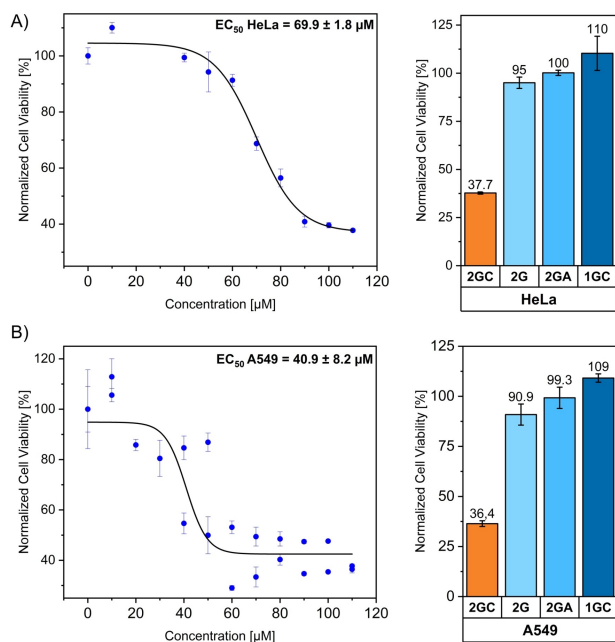 A)
EC50 HeLa = 69.9 ± 1.8 µM
Normalized Cell Viability [%]
120
100
80
60
40
0 20 40 60 80 100 120
Concentration [µM]
Normalized Cell Viability [%]
125
100
75
50
25
0
37.7
95
100
110
2GC 2G 2GA 1GC
HeLa
B)
EC50 A549 = 40.9 ± 8.2 µM
Normalized Cell Viability [%]
120
100
80
60
40
0 20 40 60 80 100 120
Concentration [µM]
Normalized Cell Viability [%]
125
100
75
50
25
0
36,4
90.9
99.3
109
2GC 2G 2GA 1GC
A549